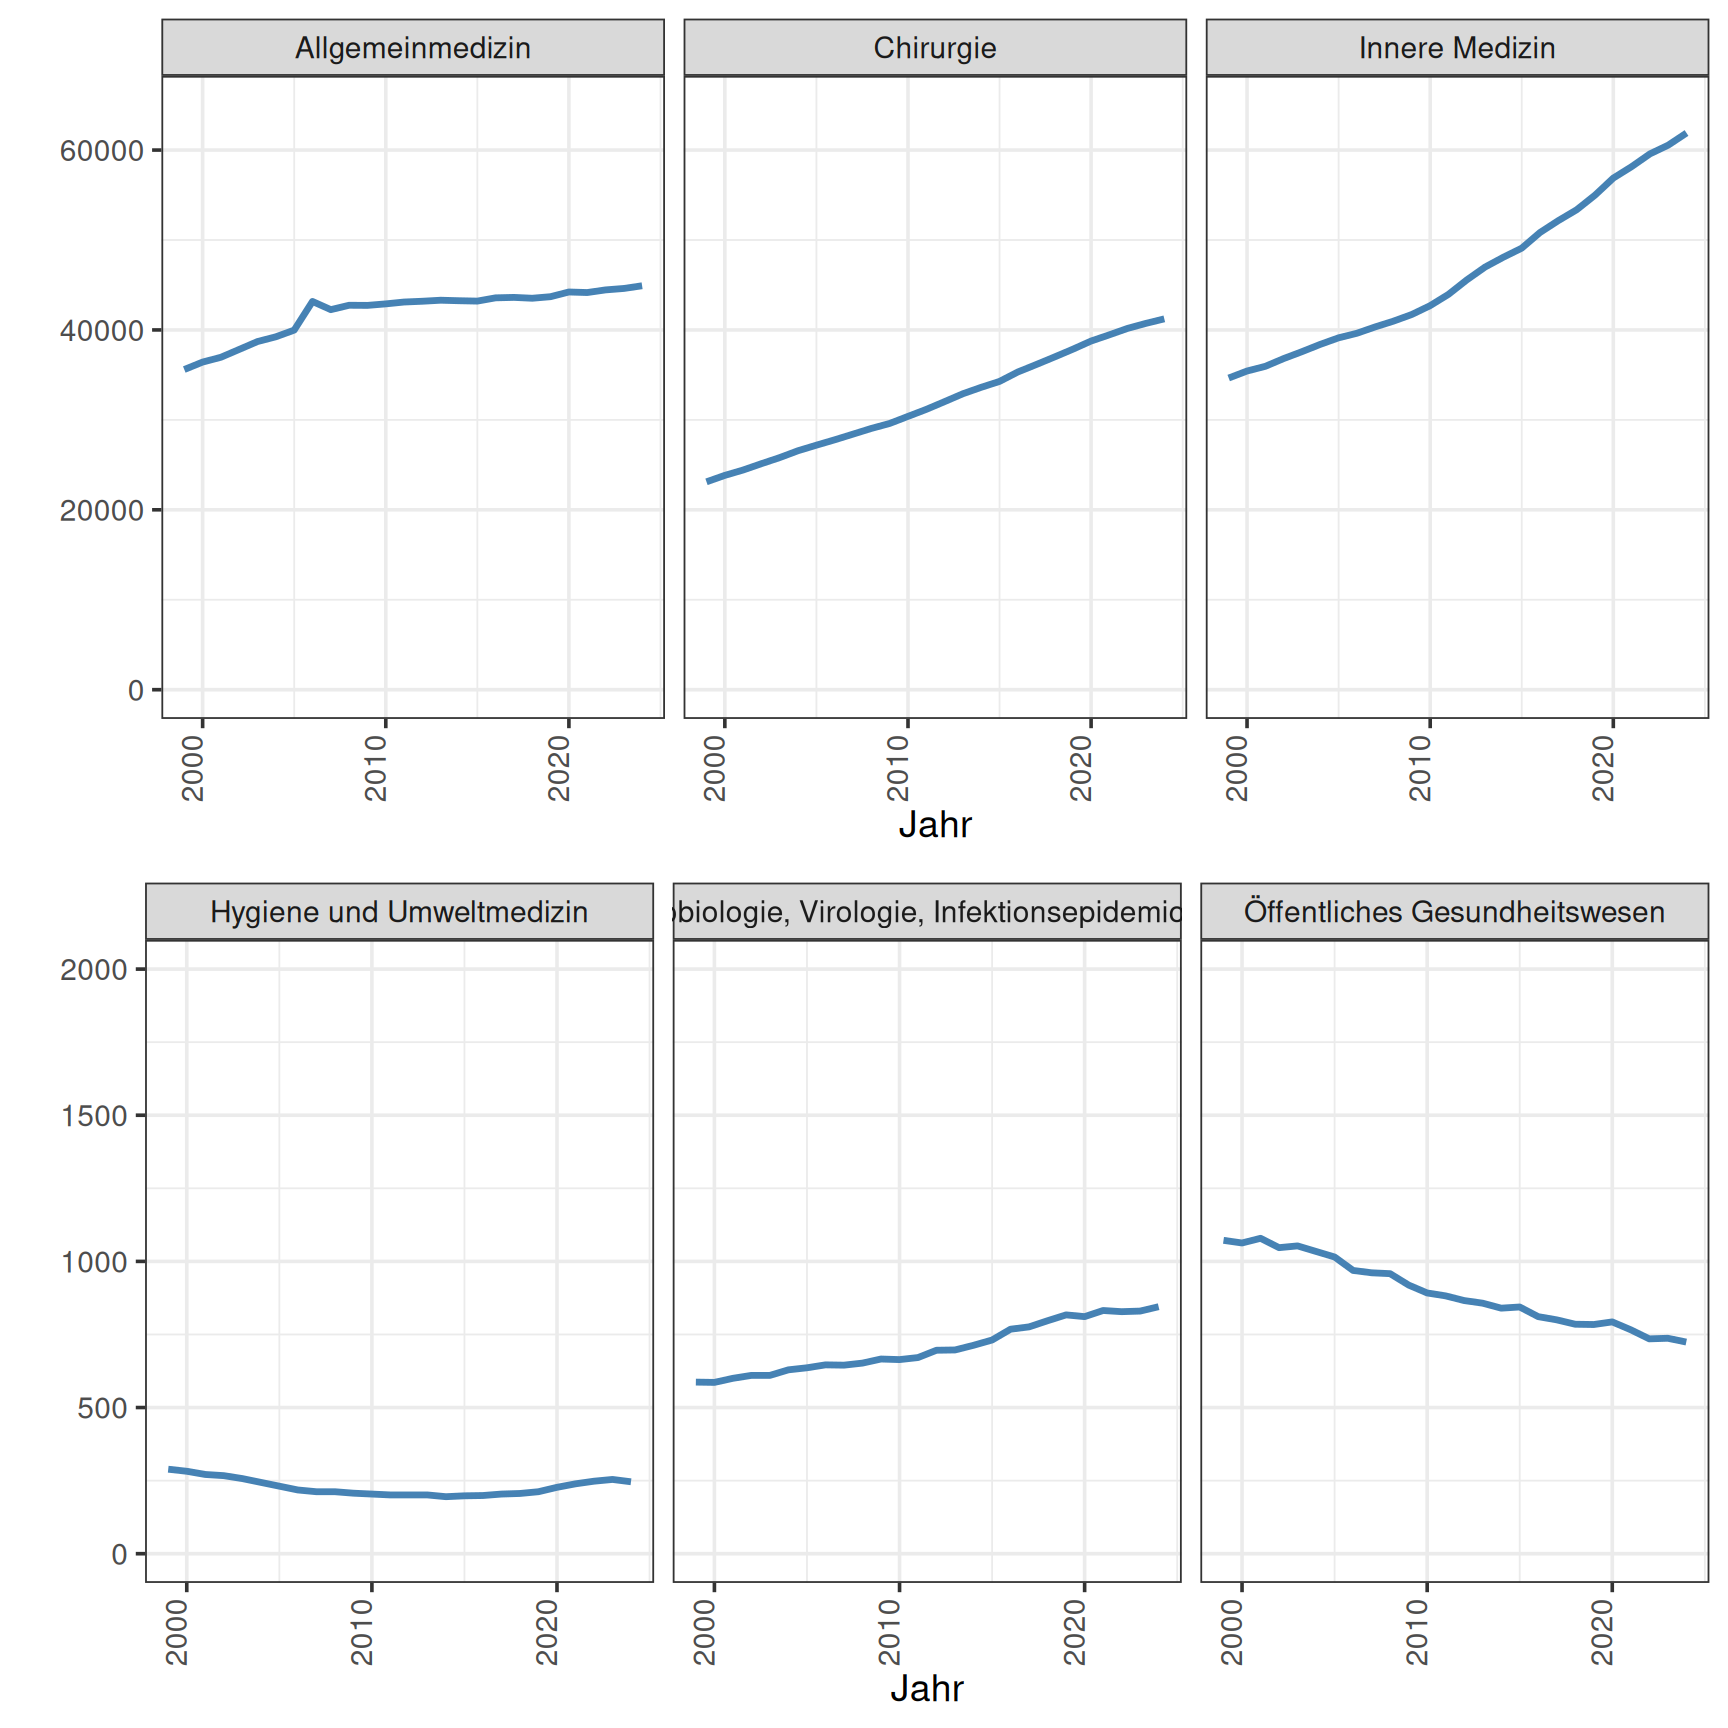 Allgemeinmedizin Chirurgie Innere Medizin
60000
40000
20000
0
2000 2010 2020 2000 2010 2020 2000 2010 2020
Jahr
Hygiene und Umweltmedizin obiologie, Virologie, Infektionsepidemio Öffentliches Gesundheitswesen
2000
1500
1000
500
0
2000 2010 2020 2000 2010 2020 2000 2010 2020
Jahr